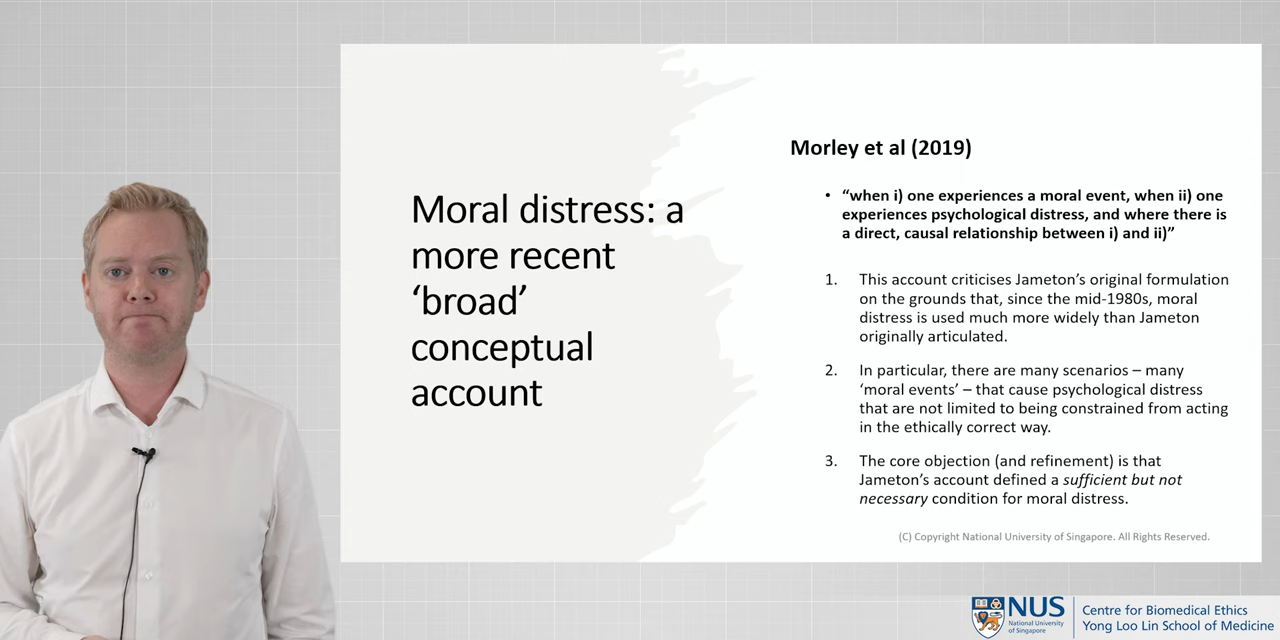 Moral distress: a
more recent
‘broad’
conceptual
account
Morley et al (2019)
• “when i) one experiences a moral event, when ii) one
experiences psychological distress, and where there is
a direct, causal relationship between i) and ii)”
1. This account criticises Jameton’s original formulation
on the grounds that, since the mid-1980s, moral
distress is used much more widely than Jameton
originally articulated.
2. In particular, there are many scenarios – many
‘moral events’ – that cause psychological distress
that are not limited to being constrained from acting
in the ethically correct way.
3. The core objection (and refinement) is that
Jameton’s account defined a sufficient but not
necessary condition for moral distress.
(C) Copyright National University of Singapore. All Rights Reserved.
NUS
National University
of Singapore
Centre for Biomedical Ethics
Yong Loo Lin School of Medicine